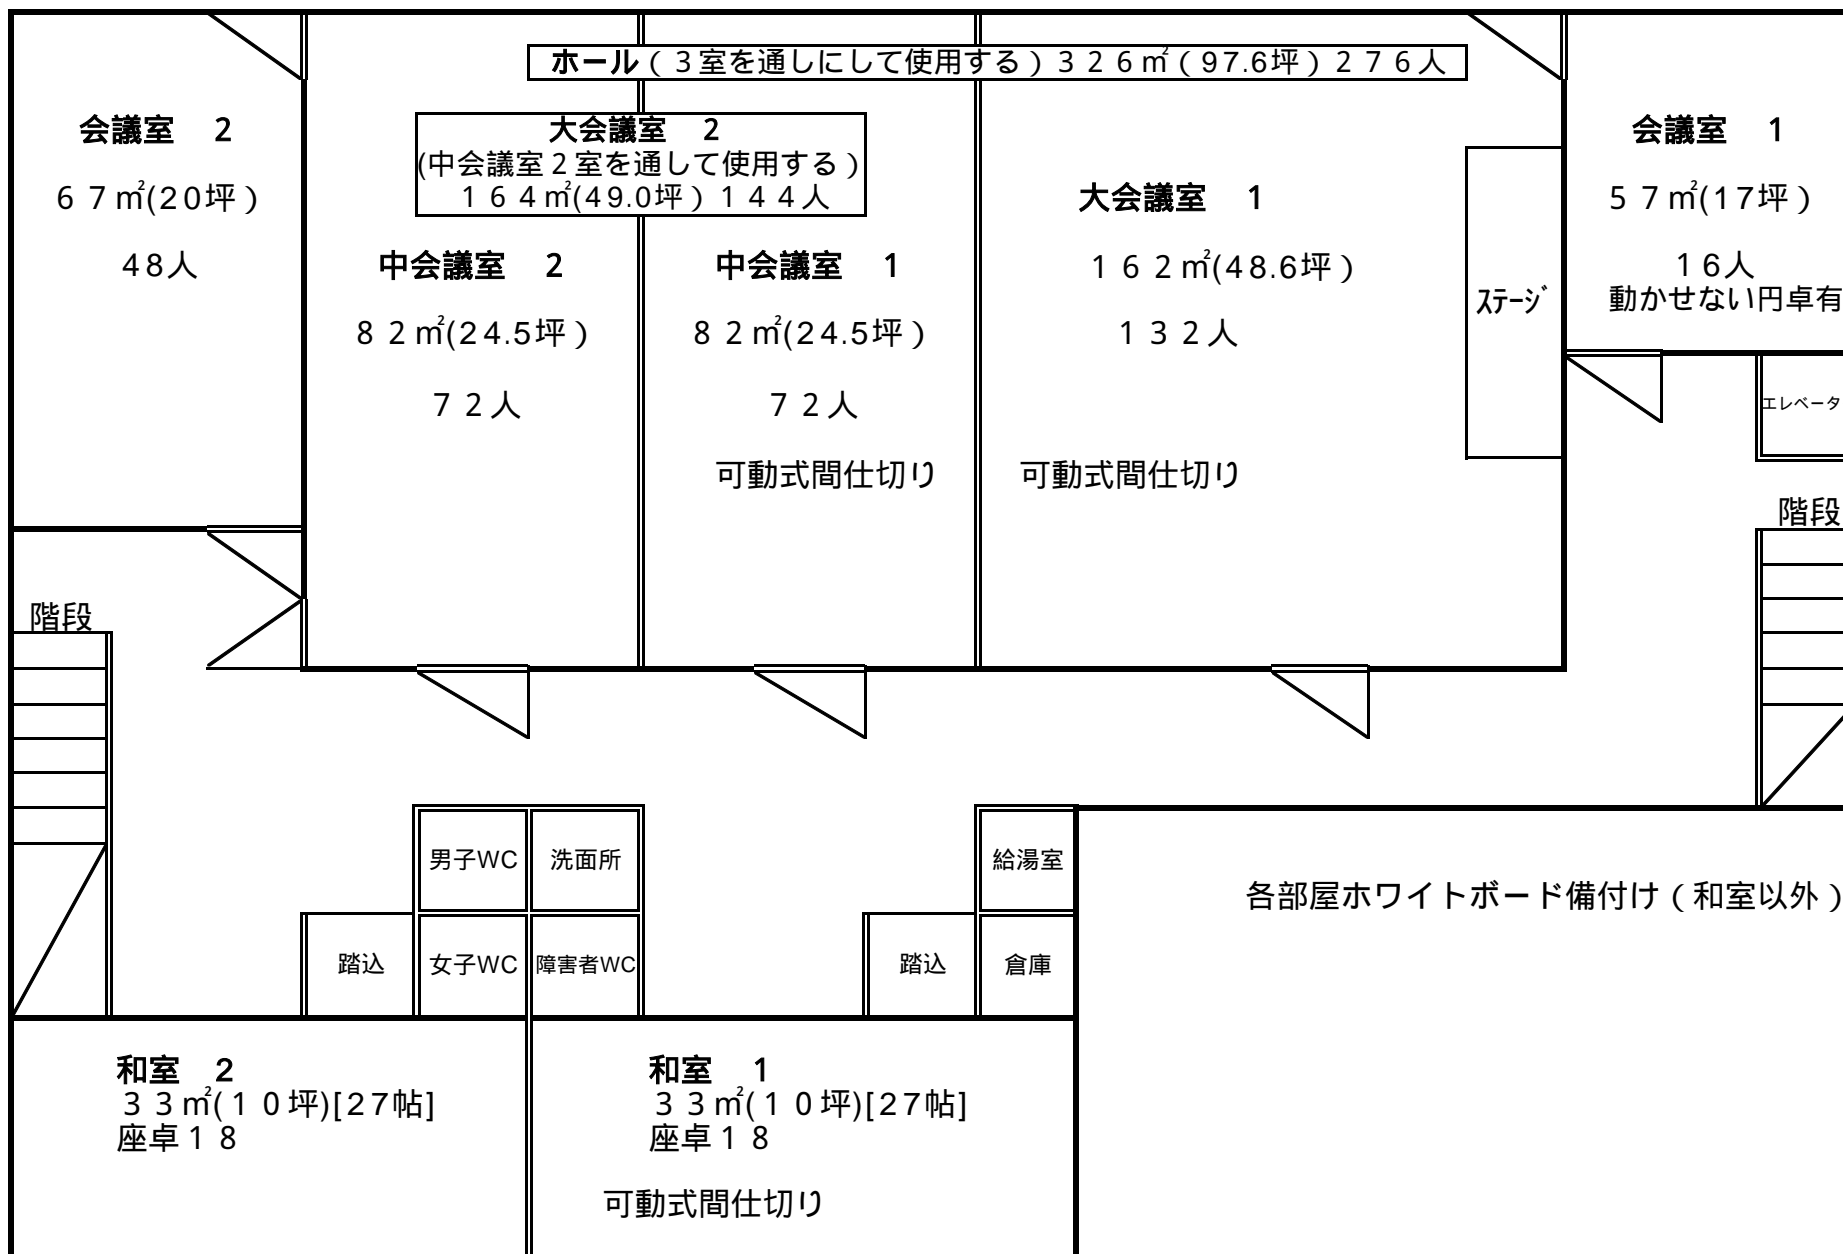 ホール（３室を通しにして使用する）３２６㎡（97.6坪）２７６人
会議室　2
６７㎡(20坪）
48人
大会議室　2
(中会議室２室を通して使用する）
１６４㎡(49.0坪）１４４人
中会議室　2
８２㎡(24.5坪）
７２人
中会議室　1
８２㎡(24.5坪）
７２人
可動式間仕切り
大会議室　1
１６２㎡(48.6坪）
１３２人
可動式間仕切り
ｽﾃｰｼﾞ
会議室　1
５７㎡(17坪）
１6人
動かせない円卓有
エレベータ
階段
階段
男子WC
洗面所
給湯室
各部屋ホワイトボード備付け（和室以外）
踏込
女子WC
障害者WC
踏込
倉庫
和室　2
３３㎡(１０坪)[27帖]
座卓１８
和室　1
３３㎡(１０坪)[27帖]
座卓１８
可動式間仕切り